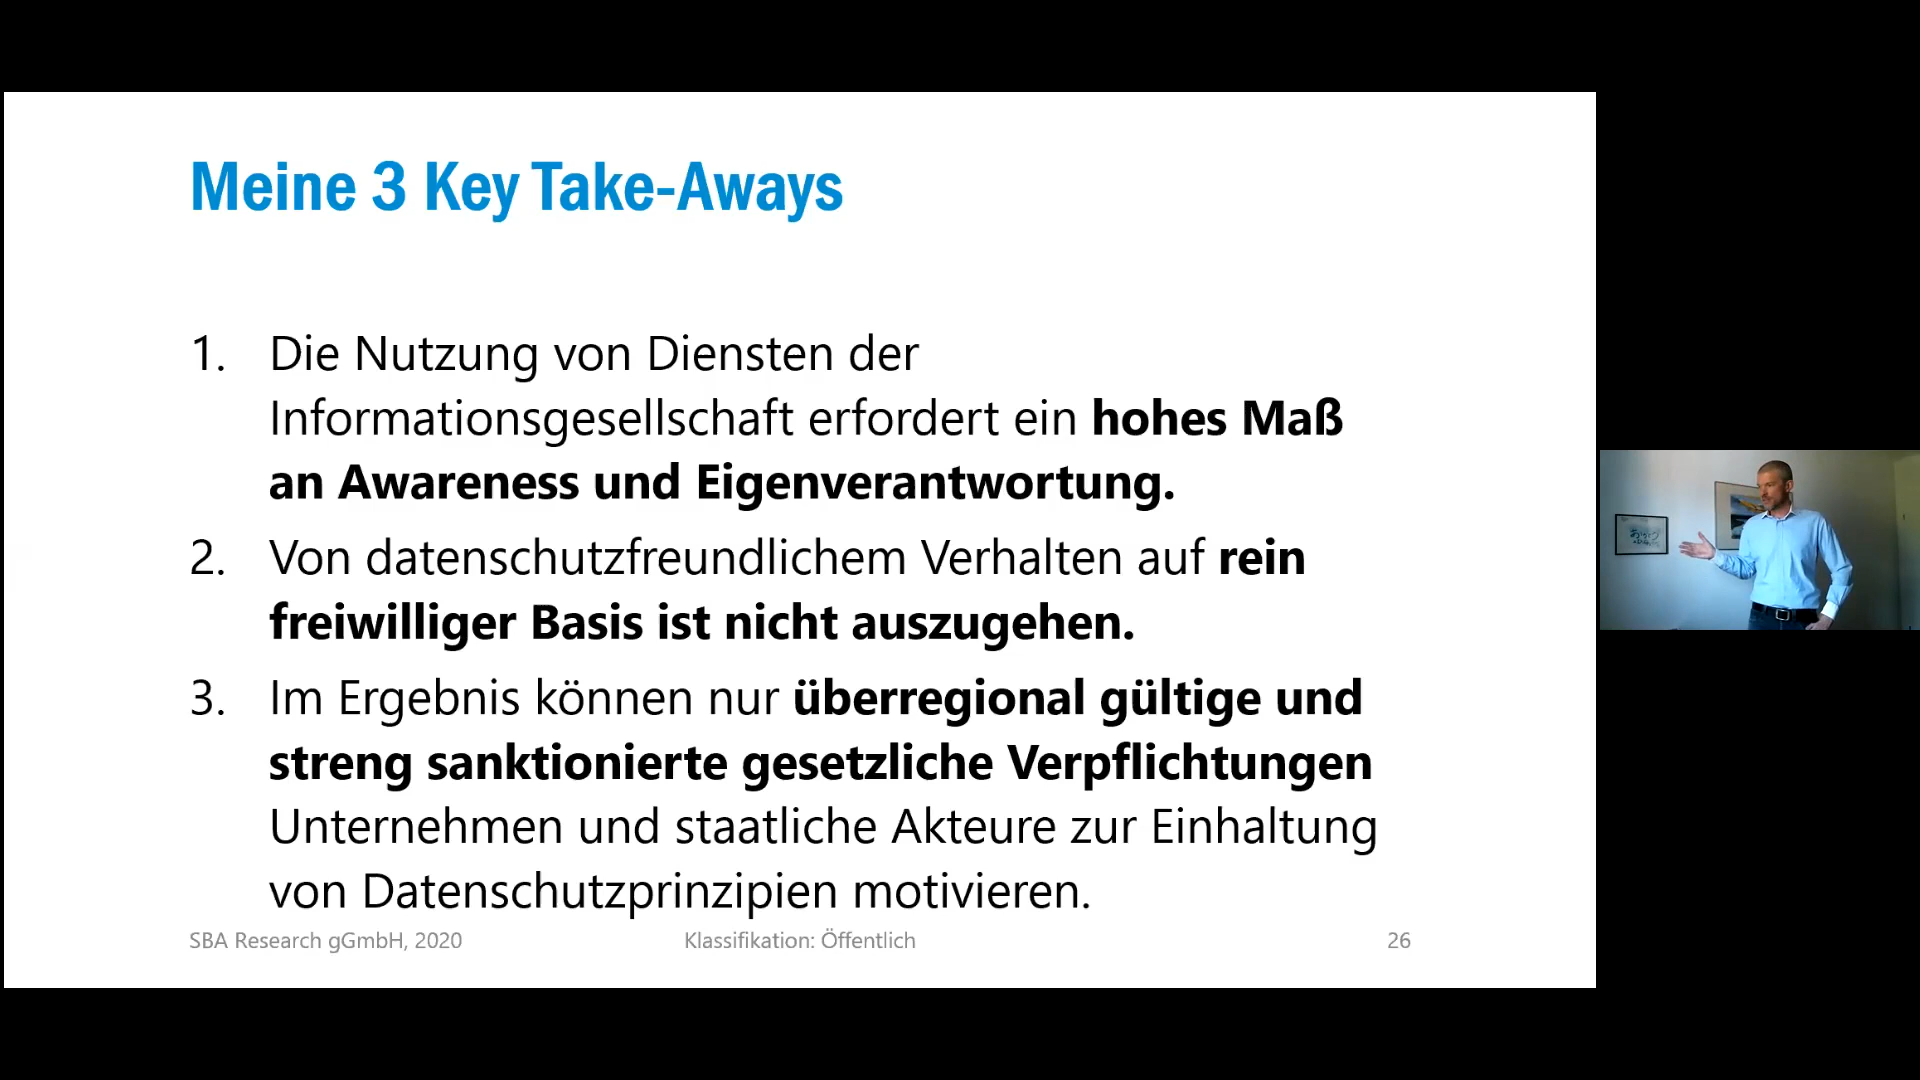 Meine 3 Key Take-Aways
1. Die Nutzung von Diensten der
Informationsgesellschaft erfordert ein hohes Maß
an Awareness und Eigenverantwortung.
2. Von datenschutzfreundlichem Verhalten auf rein
freiwilliger Basis ist nicht auszugehen.
3. Im Ergebnis können nur überregional gültige und
streng sanktionierte gesetzliche Verpflichtungen
Unternehmen und staatliche Akteure zur Einhaltung
von Datenschutzprinzipien motivieren.
SBA Research gGmbH, 2020 Klassifikation: Öffentlich 26